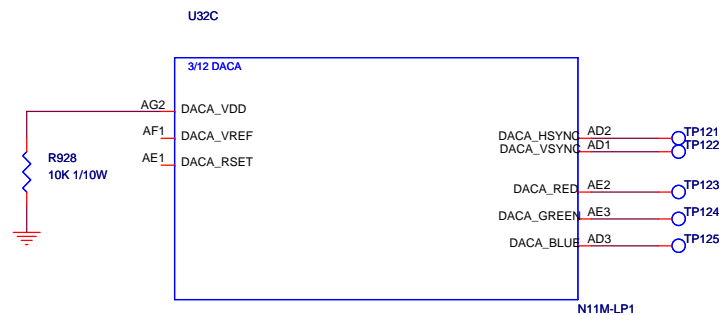 U32C
3/12 DACA
AG2 DACA_VDD
AF1 DACA_VREF
AE1 DACA_RSET
R928
10K 1/10W
DACA_HSYNC AD2 TP121
DACA_VSYNC AD1 TP122
DACA_RED AE2 TP123
DACA_GREEN AE3 TP124
DACA_BLUE AD3 TP125
N11M-LP1